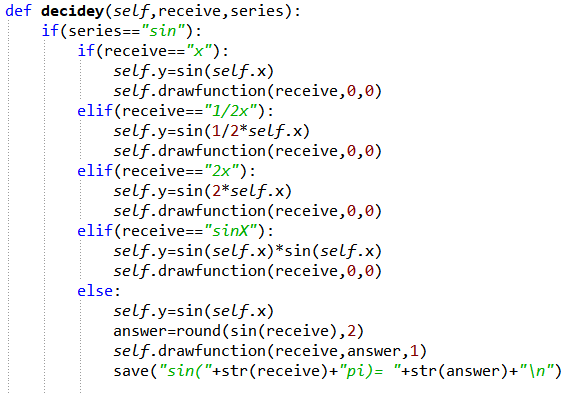 def decidey(self,receive,series):
    if(series=="sin"):
        if(receive=="x"):
            self.y=sin(self.x)
            self.drawfunction(receive,0,0)
        elif(receive=="1/2x"):
            self.y=sin(1/2*self.x)
            self.drawfunction(receive,0,0)
        elif(receive=="2x"):
            self.y=sin(2*self.x)
            self.drawfunction(receive,0,0)
        elif(receive=="sinX"):
            self.y=sin(self.x)*sin(self.x)
            self.drawfunction(receive,0,0)
        else:
            self.y=sin(self.x)
            answer=round(sin(receive),2)
            self.drawfunction(receive,answer,1)
            save("sin("+str(receive)+"pi)= "+str(answer)+"\n")